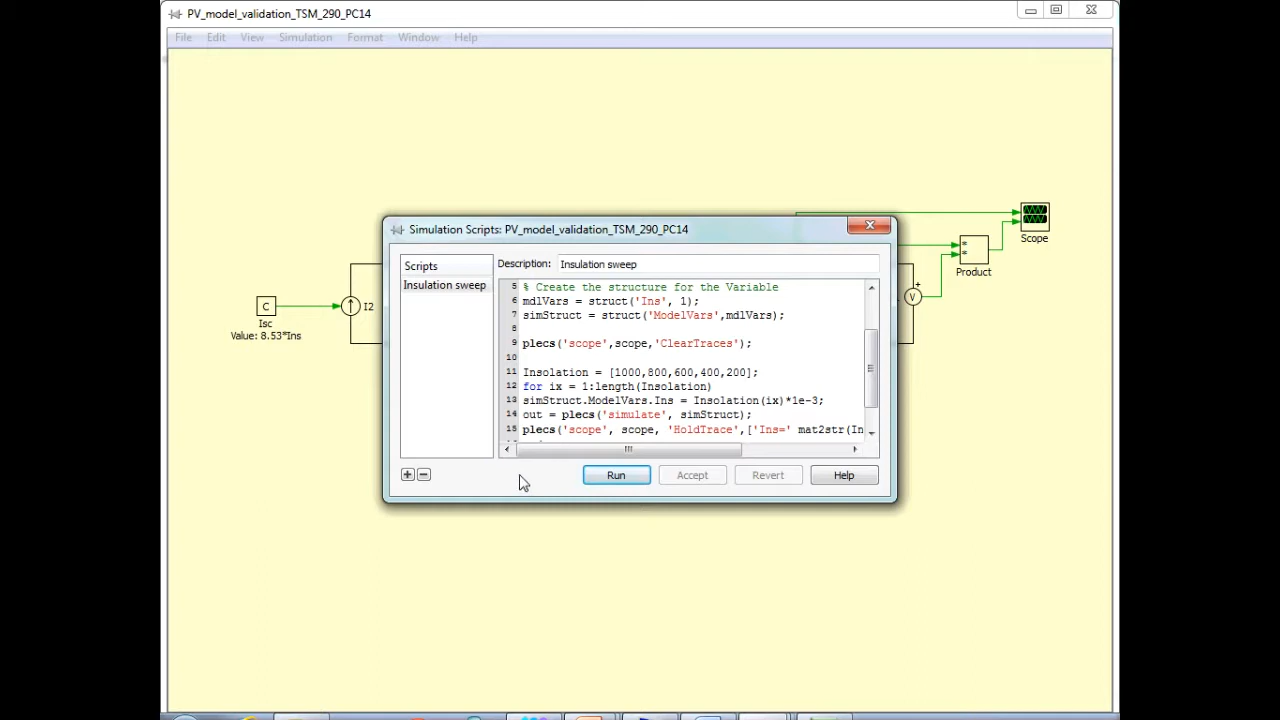 PV_model_validation_TSM_290_PC14
File Edit View Simulation Format Window Help
Scope
Product
C
Isc
Value: 8.53*Ins
I2
*
*
V
+
Simulation Scripts: PV_model_validation_TSM_290_PC14
Scripts
Insulation sweep
Description: Insulation sweep
5 % Create the structure for the Variable
6 mdlVars = struct('Ins', 1);
7 simStruct = struct('ModelVars',mdlVars);
8
9 plecs('scope',scope,'ClearTraces');
10
11 Insolation = [1000,800,600,400,200];
12 for ix = 1:length(Insolation)
13 simStruct.ModelVars.Ins = Insolation(ix)*1e-3;
14 out = plecs('simulate', simStruct);
15 plecs('scope', scope, 'HoldTrace',['Ins=' mat2str(In
Run Accept Revert Help